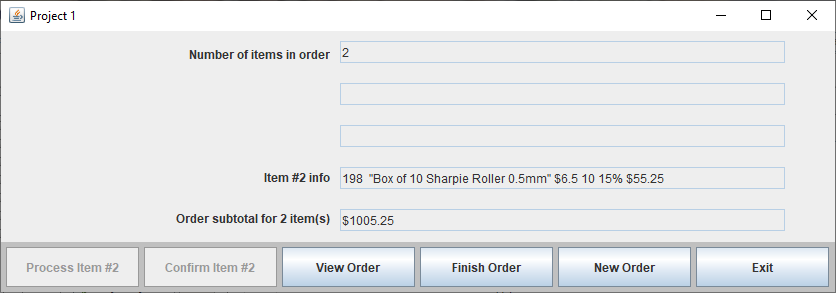 Project 1
Number of items in order 2
Item #2 info 198  "Box of 10 Sharpie Roller 0.5mm" $6.5 10 15% $55.25
Order subtotal for 2 item(s) $1005.25
Process Item #2 Confirm Item #2 View Order Finish Order New Order Exit